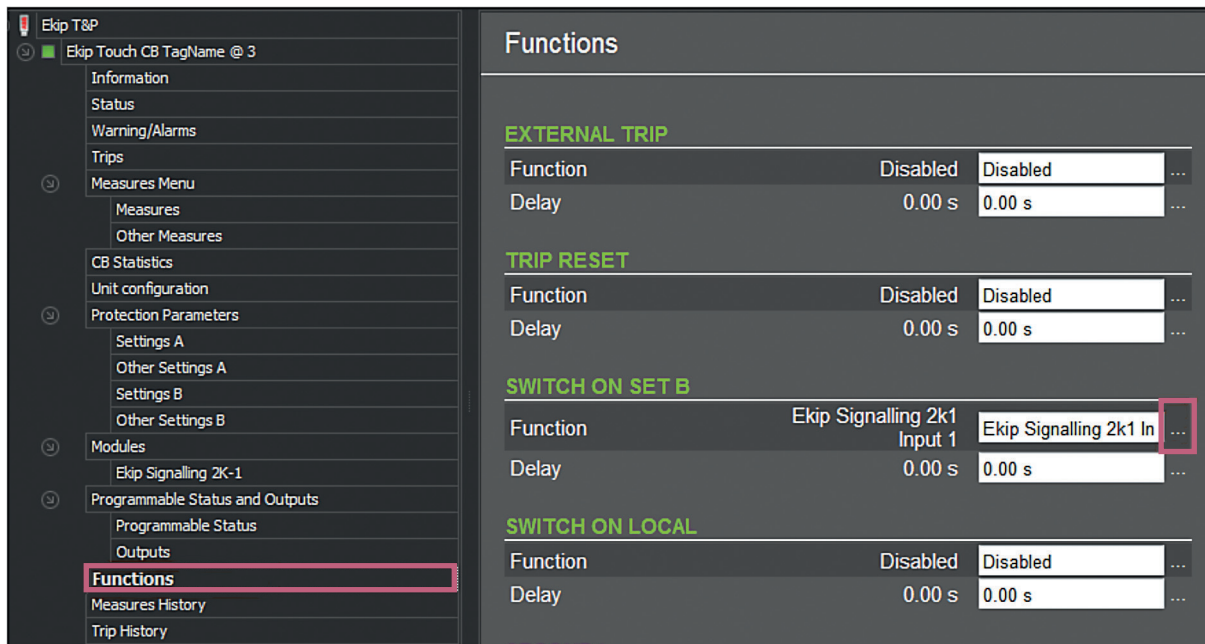 Ekip T&P
Ekip Touch CB TagName @ 3
Information
Status
Warning/Alarms
Trips
Measures Menu
Measures
Other Measures
CB Statistics
Unit configuration
Protection Parameters
Settings A
Other Settings A
Settings B
Other Settings B
Modules
Ekip Signalling 2K-1
Programmable Status and Outputs
Programmable Status
Outputs
Functions
Measures History
Trip History
Functions
EXTERNAL TRIP
Function Disabled Disabled ...
Delay 0.00 s 0.00 s ...
TRIP RESET
Function Disabled Disabled ...
Delay 0.00 s 0.00 s ...
SWITCH ON SET B
Function Ekip Signalling 2k1 Input 1 Ekip Signalling 2k1 In ...
Delay 0.00 s 0.00 s ...
SWITCH ON LOCAL
Function Disabled Disabled ...
Delay 0.00 s 0.00 s ...